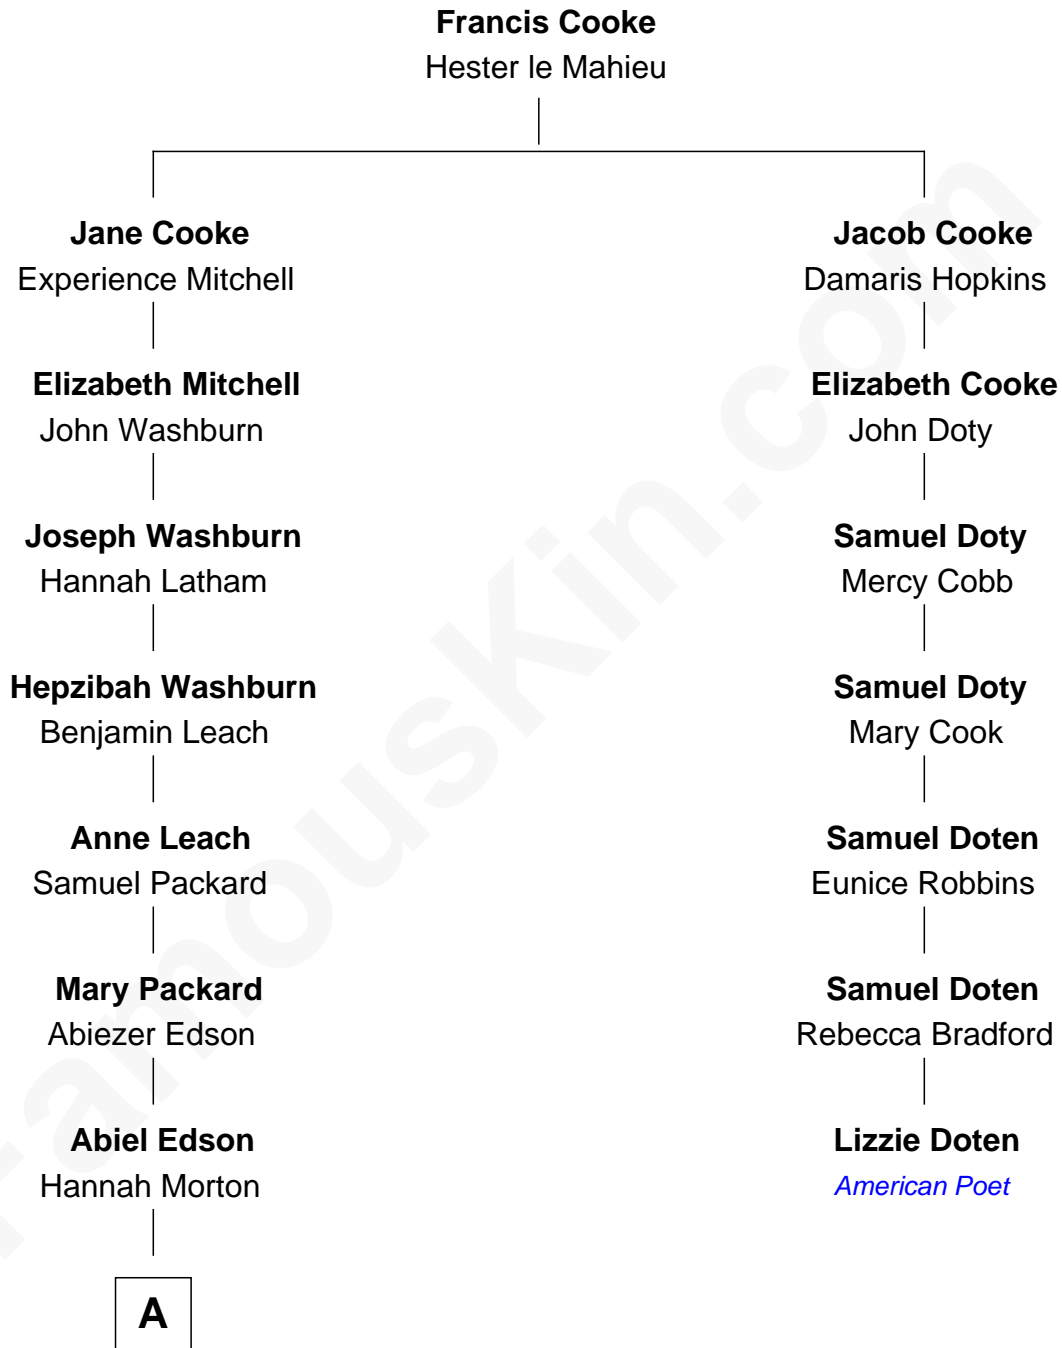 Francis Cooke
Hester le Mahieu
Jane Cooke
Experience Mitchell
Jacob Cooke
Damaris Hopkins
Elizabeth Mitchell
John Washburn
Elizabeth Cooke
John Doty
Joseph Washburn
Hannah Latham
Samuel Doty
Mercy Cobb
Hepzibah Washburn
Benjamin Leach
Samuel Doty
Mary Cook
Anne Leach
Samuel Packard
Samuel Doten
Eunice Robbins
Mary Packard
Abiezer Edson
Samuel Doten
Rebecca Bradford
Abiel Edson
Hannah Morton
Lizzie Doten
American Poet
A
FamousKin.com